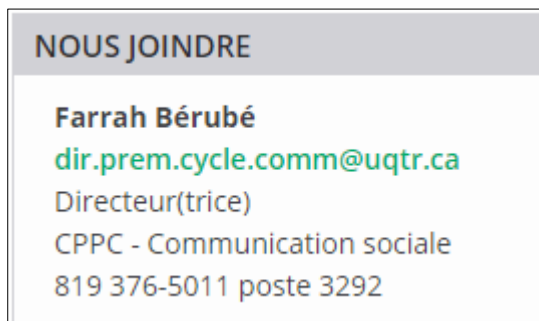 NOUS JOINDRE
Farrah Bérubé
dir.prem.cycle.comm@uqtr.ca
Directeur(trice)
CPPC - Communication sociale
819 376-5011 poste 3292